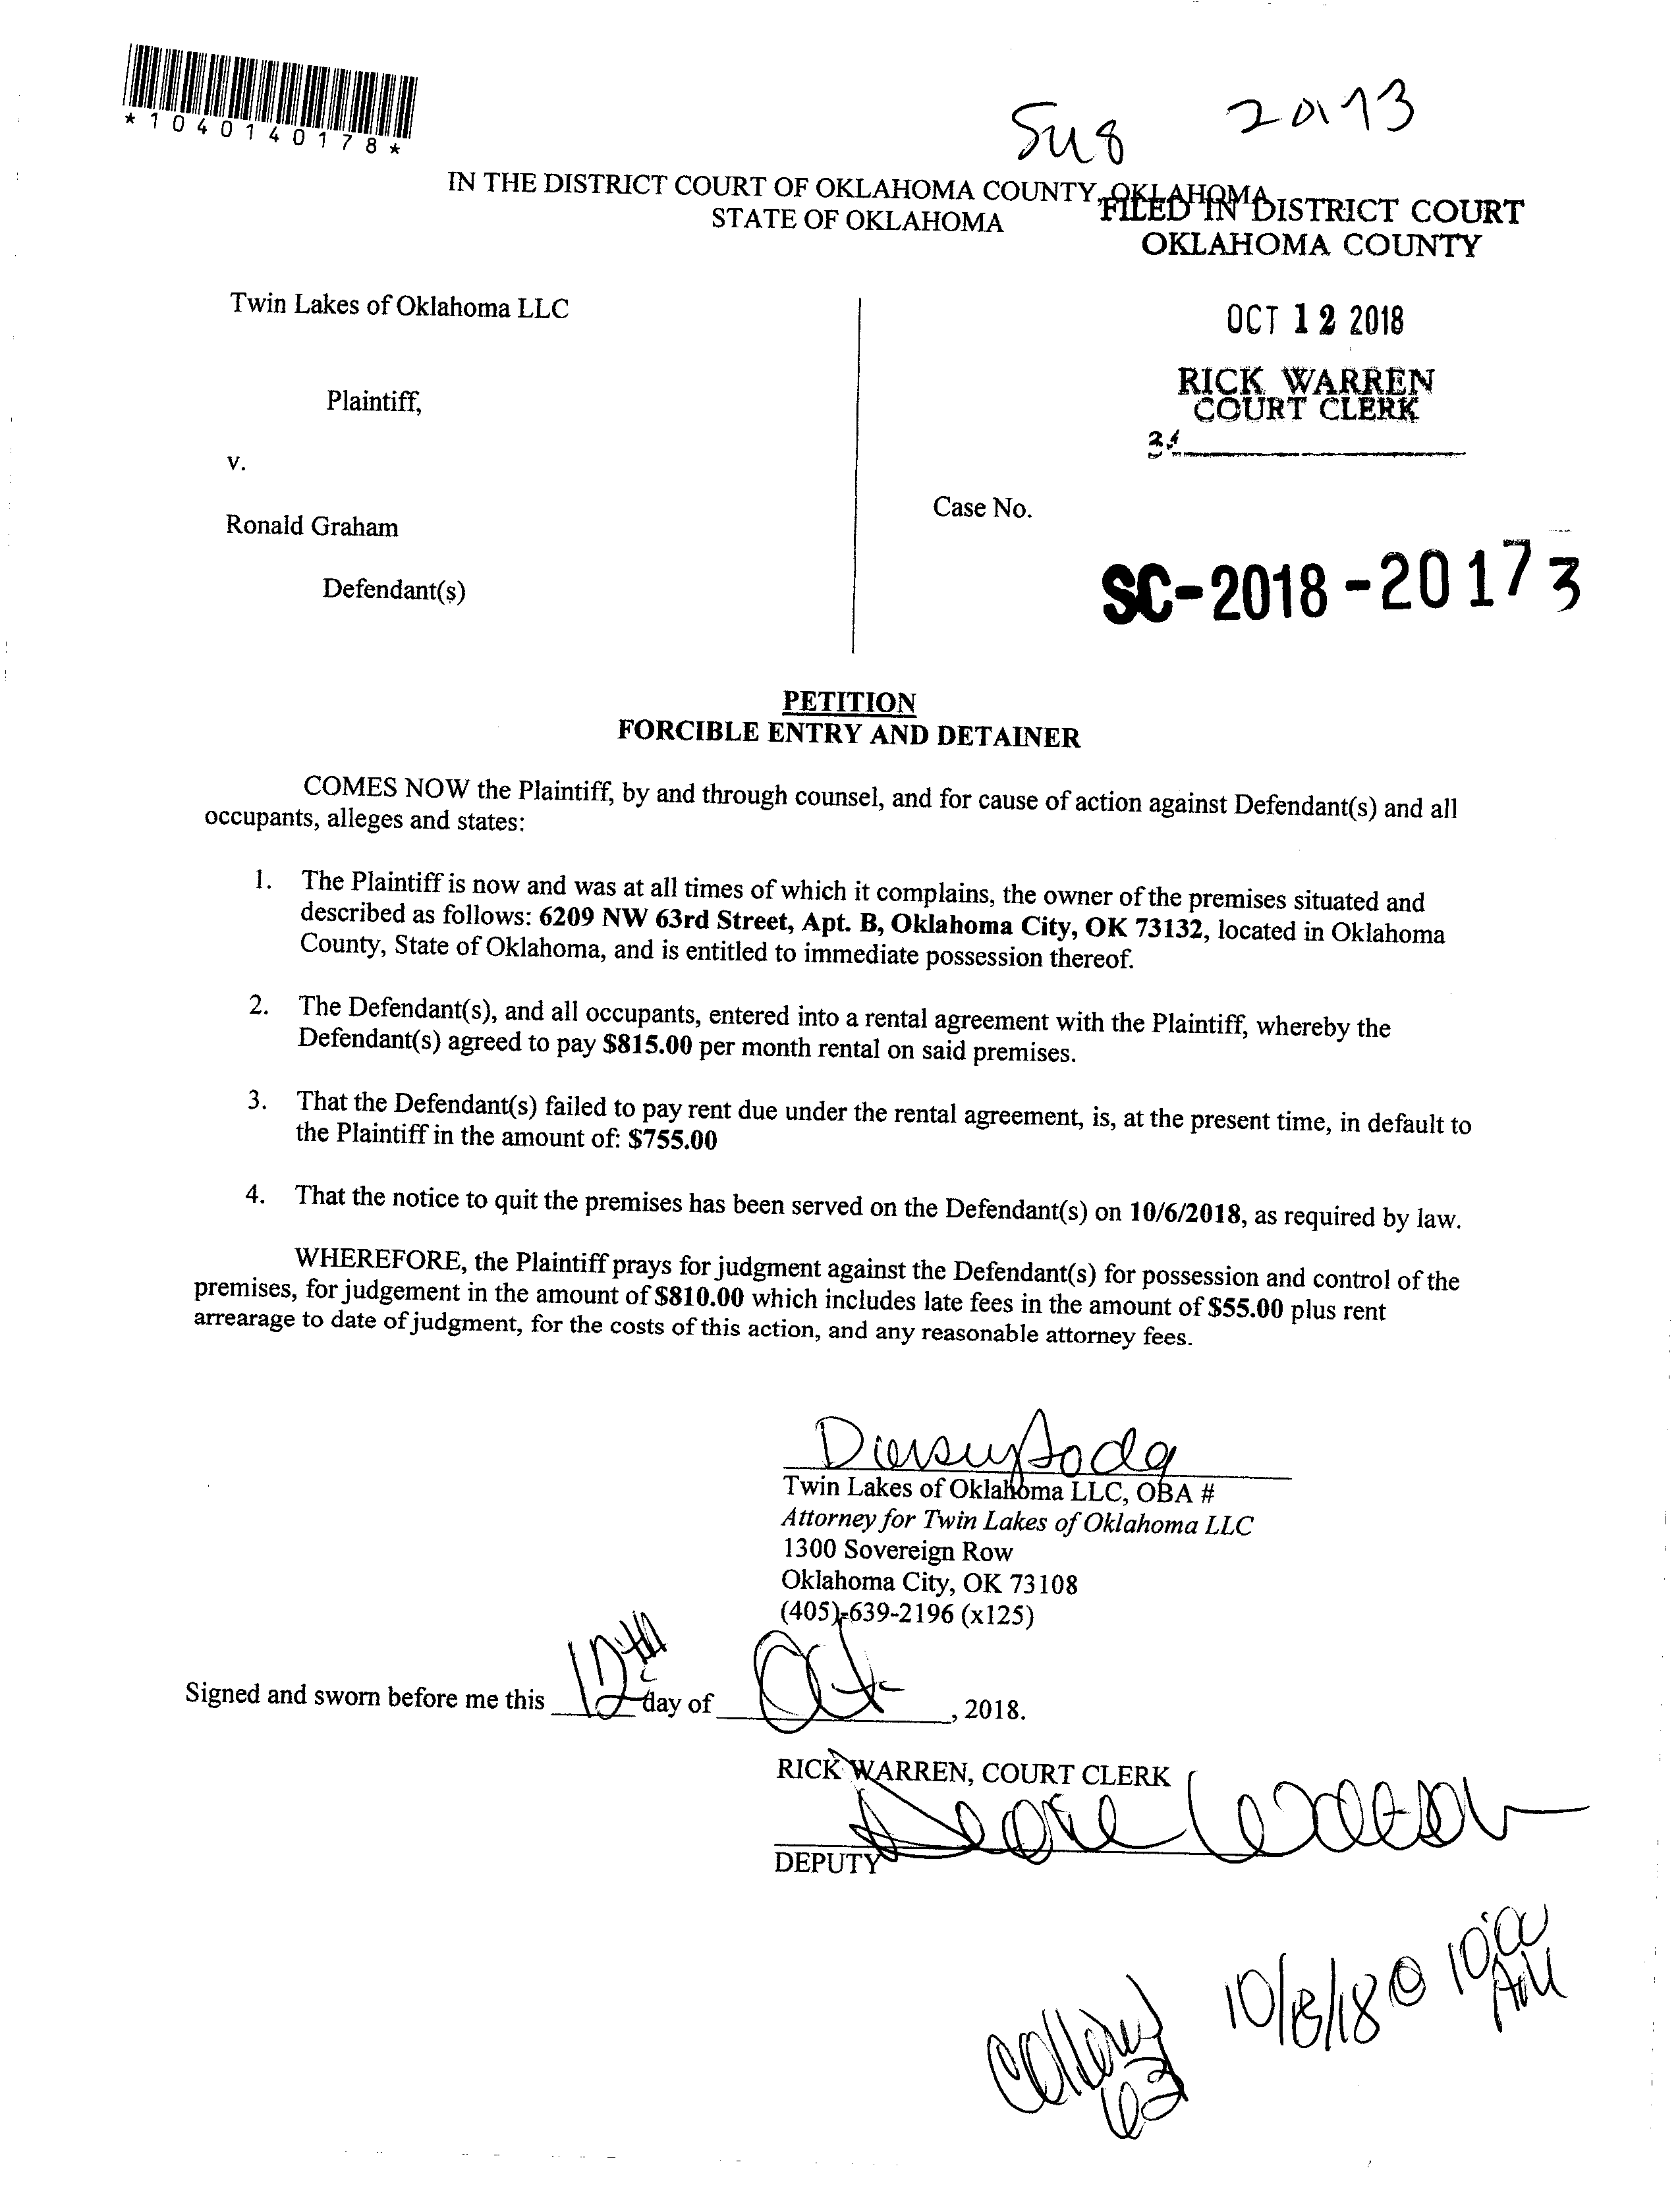 *1040140178*
Su8 20173
IN THE DISTRICT COURT OF OKLAHOMA COUNTY, OKLAHOMA
STATE OF OKLAHOMA
FILED IN DISTRICT COURT
OKLAHOMA COUNTY
OCT 12 2018
RICK WARREN
COURT CLERK
Twin Lakes of Oklahoma LLC
Plaintiff,
v.
Ronald Graham
Defendant(s)
Case No.
SC-2018-20173
PETITION
FORCIBLE ENTRY AND DETAINER
COMES NOW the Plaintiff, by and through counsel, and for cause of action against Defendant(s) and all
occupants, alleges and states:
1. The Plaintiff is now and was at all times of which it complains, the owner of the premises situated and
described as follows: 6209 NW 63rd Street, Apt. B, Oklahoma City, OK 73132, located in Oklahoma
County, State of Oklahoma, and is entitled to immediate possession thereof.
2. The Defendant(s), and all occupants, entered into a rental agreement with the Plaintiff, whereby the
Defendant(s) agreed to pay $815.00 per month rental on said premises.
3. That the Defendant(s) failed to pay rent due under the rental agreement, is, at the present time, in default to
the Plaintiff in the amount of: $755.00
4. That the notice to quit the premises has been served on the Defendant(s) on 10/6/2018, as required by law.
WHEREFORE, the Plaintiff prays for judgment against the Defendant(s) for possession and control of the
premises, for judgement in the amount of $810.00 which includes late fees in the amount of $55.00 plus rent
arrearage to date of judgment, for the costs of this action, and any reasonable attorney fees.
Twin Lakes of Oklahoma LLC, OBA #
Attorney for Twin Lakes of Oklahoma LLC
1300 Sovereign Row
Oklahoma City, OK 73108
(405)-639-2196 (x125)
Signed and sworn before me this 12th day of Oct, 2018.
RICK WARREN, COURT CLERK
DEPUTY
@ 10:00
AM